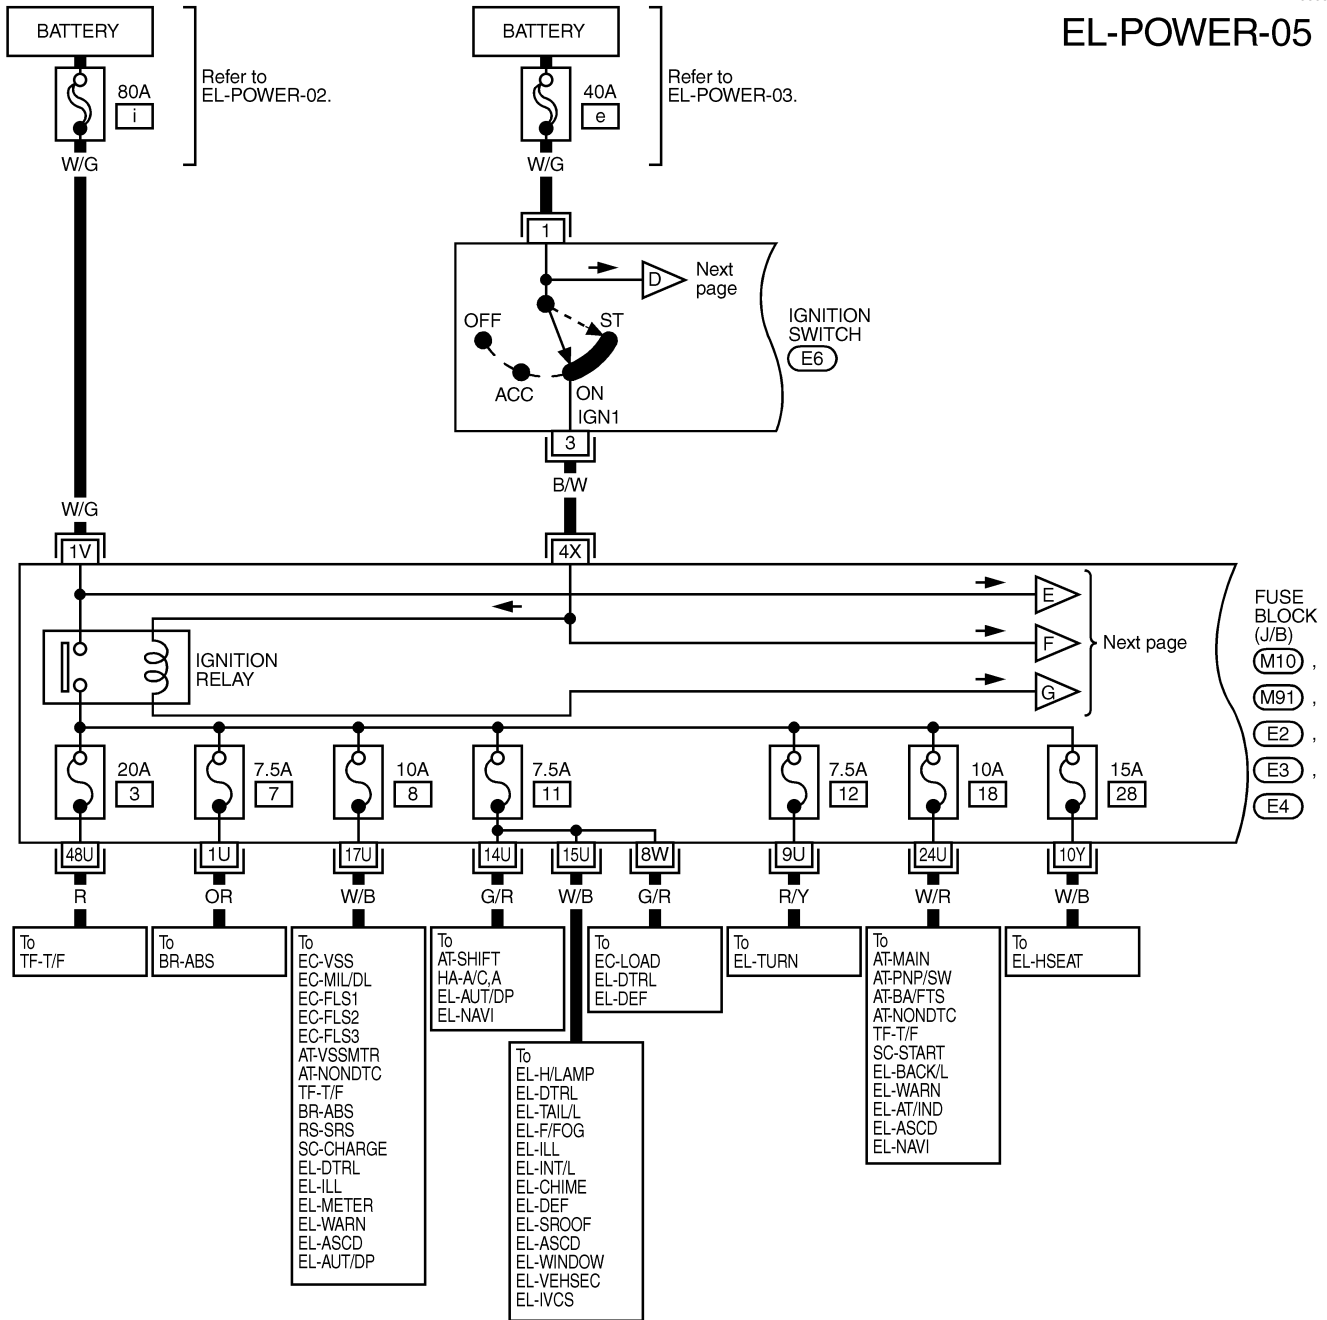 EL-POWER-05
BATTERY
80A
i
Refer to
EL-POWER-02.
W/G
BATTERY
40A
e
Refer to
EL-POWER-03.
W/G
1
D
Next
page
OFF
ST
ACC
ON
IGN1
IGNITION
SWITCH
E6
3
B/W
W/G
1V
4X
E
F
G
Next page
IGNITION
RELAY
FUSE
BLOCK
(J/B)
M10 ,
M91 ,
E2 ,
E3 ,
E4
20A
3
7.5A
7
10A
8
7.5A
11
7.5A
12
10A
18
15A
28
48U
1U
17U
14U
15U
8W
9U
24U
10Y
R
OR
W/B
G/R
W/B
G/R
R/Y
W/R
W/B
To
TF-T/F
To
BR-ABS
To
EC-VSS
EC-MIL/DL
EC-FLS1
EC-FLS2
EC-FLS3
AT-VSSMTR
AT-NONDTC
TF-T/F
BR-ABS
RS-SRS
SC-CHARGE
EL-DTRL
EL-ILL
EL-METER
EL-WARN
EL-ASCD
EL-AUT/DP
To
AT-SHIFT
HA-A/C,A
EL-AUT/DP
EL-NAVI
To
EL-H/LAMP
EL-DTRL
EL-TAIL/L
EL-F/FOG
EL-ILL
EL-INT/L
EL-CHIME
EL-DEF
EL-SROOF
EL-ASCD
EL-WINDOW
EL-VEHSEC
EL-IVCS
To
EC-LOAD
EL-DTRL
EL-DEF
To
EL-TURN
To
AT-MAIN
AT-PNP/SW
AT-BA/FTS
AT-NONDTC
TF-T/F
SC-START
EL-BACK/L
EL-WARN
EL-AT/IND
EL-ASCD
EL-NAVI
To
EL-HSEAT